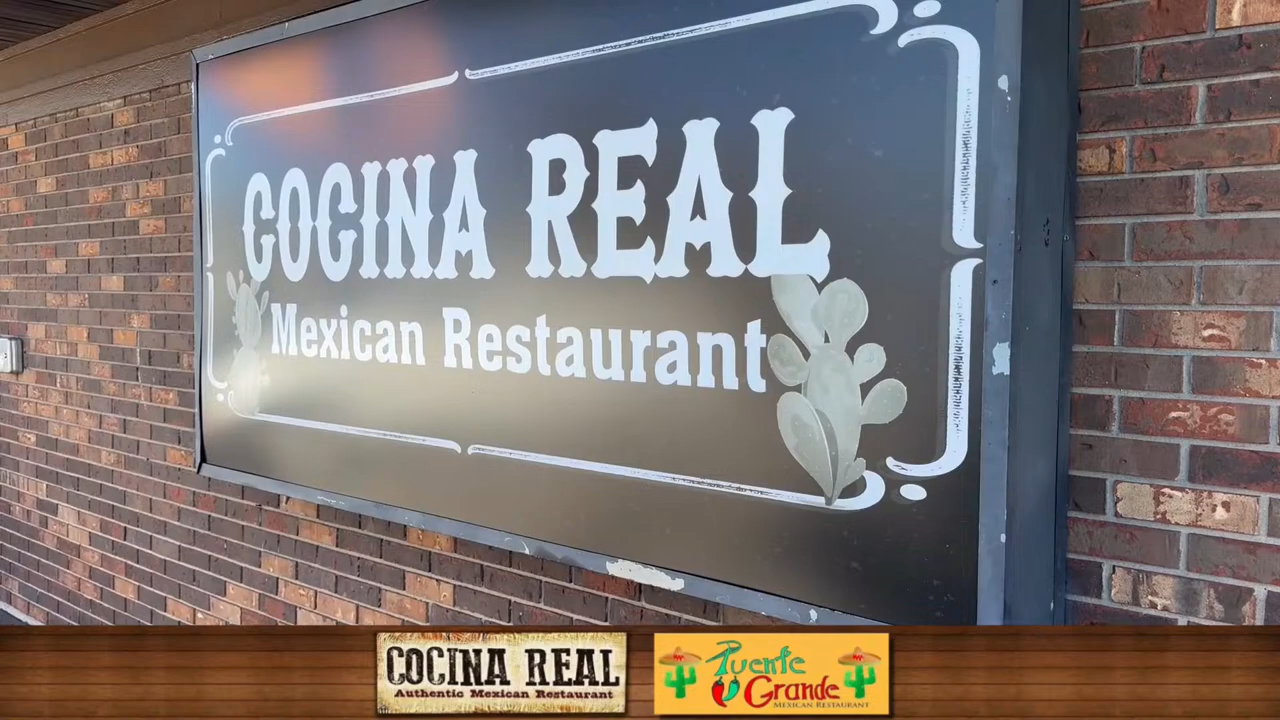 COCINA REAL
Mexican Restaurant
COCINA REAL
Authentic Mexican Restaurant
Puente
Grande
MEXICAN RESTAURANT